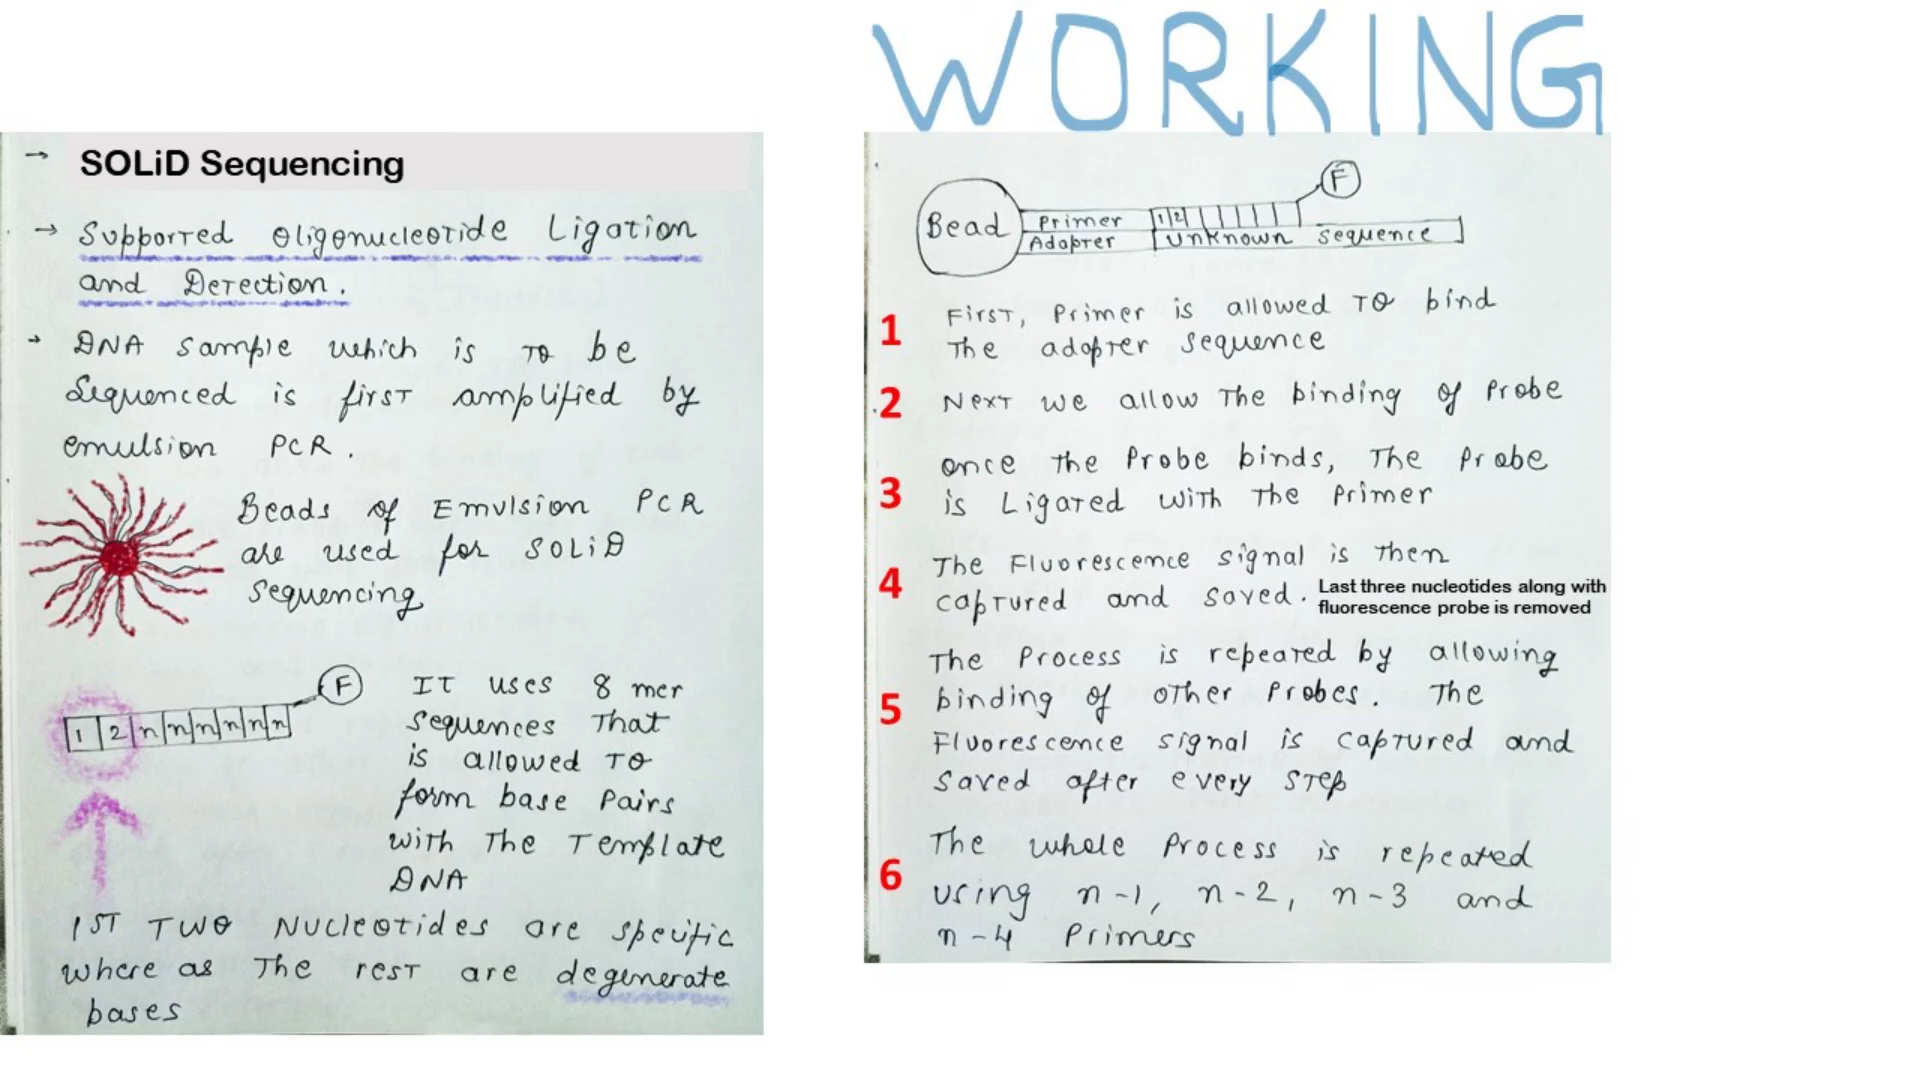 WORKING
→ SOLiD Sequencing
→ Supported Oligonucleotide Ligation
and Detection.
→ DNA sample which is to be
sequenced is first amplified by
emulsion PCR.
Beads of Emulsion PCR
are used for SOLiD
sequencing
F
1 2 n n n n n n
It uses 8 mer
sequences that
is allowed to
form base pairs
with the template
DNA
1st two nucleotides are specific
where as the rest are degenerate
bases
F
Bead Primer 1 2
Adapter Unknown sequence
1 First, Primer is allowed to bind
the adapter sequence
2 Next we allow the binding of probe
3 once the probe binds, the probe
is Ligated with the primer
4 The Fluorescence signal is then
captured and saved. Last three nucleotides along with
fluorescence probe is removed
5 The process is repeated by allowing
binding of other probes. The
Fluorescence signal is captured and
saved after every step
6 The whole process is repeated
using n-1, n-2, n-3 and
n-4 primers